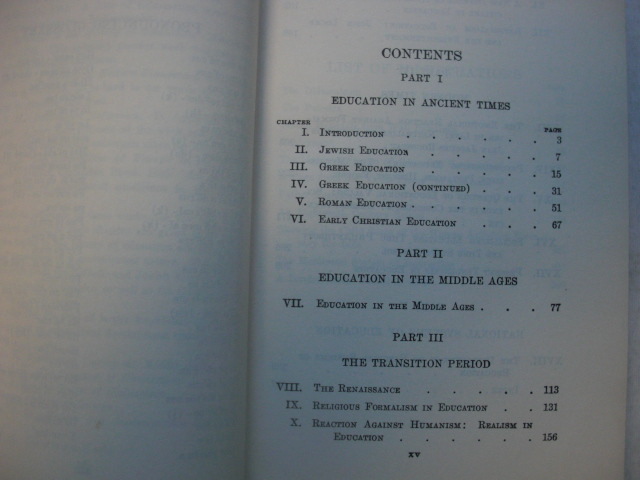 CONTENTS
PART I
EDUCATION IN ANCIENT TIMES
CHAPTER PAGE
I. Introduction . . . . . . 3
II. Jewish Education . . . . . 7
III. Greek Education . . . . . 15
IV. Greek Education (continued) . . . 31
V. Roman Education . . . . . . 51
VI. Early Christian Education . . . 67
PART II
EDUCATION IN THE MIDDLE AGES
VII. Education in the Middle Ages . . . 77
PART III
THE TRANSITION PERIOD
VIII. The Renaissance . . . . . 113
IX. Religious Formalism in Education . . 131
X. Reaction Against Humanism: Realism in
Education . . . . . . 156
xv